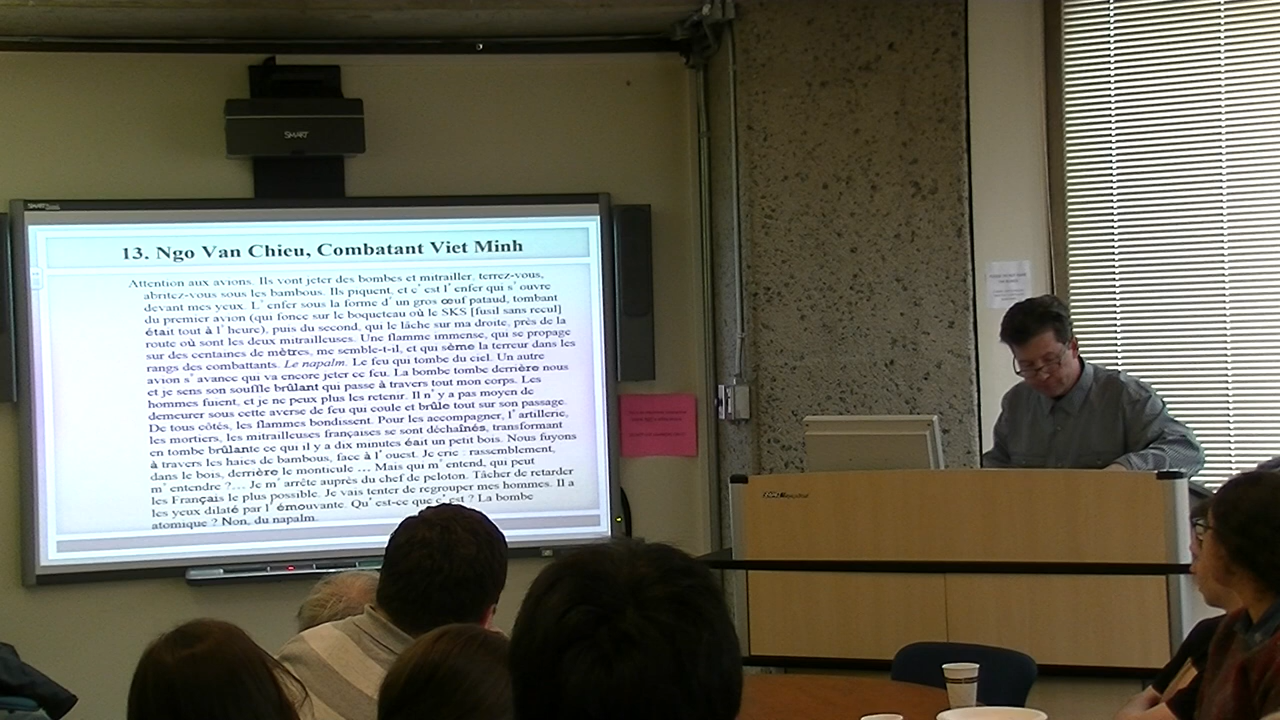 SMART
13. Ngo Van Chieu, Combatant Viet Minh
Attention aux avions. Ils vont jeter des bombes et mitrailler, terrez-vous,
abritez-vous sous les bambous. Ils piquent, et c' est l' enfer qui s' ouvre
devant mes yeux. L' enfer sous la forme d' un gros œuf pataud, tombant
du premier avion (qui fonce sur le boqueteau où le SKS [fusil sans recul]
était tout à l' heure), puis du second, qui le lâche sur ma droite, près de la
route où sont les deux mitrailleuses. Une flamme immense, qui se propage
sur des centaines de mètres, me semble-t-il, et qui sème la terreur dans les
rangs des combattants. Le napalm. Le feu qui tombe du ciel. Un autre
avion s' avance qui va encore jeter ce feu. La bombe tombe derrière nous
et je sens son souffle brûlant qui passe à travers tout mon corps. Les
hommes fuient, et je ne peux plus les retenir. Il n' y a pas moyen de
demeurer sous cette averse de feu qui coule et brûle tout sur son passage.
De tous côtés, les flammes bondissent. Pour les accompagner, l' artillerie,
les mortiers, les mitrailleuses françaises se sont déchaînés, transformant
en tombe brûlante ce qui il y a dix minutes éait un petit bois. Nous fuyons
à travers les haies de bambous, face à l' ouest. Je crie : rassemblement,
dans le bois, derrière le monticule ... Mais qui m' entend, qui peut
m' entendre ?... Je m' arrête auprès du chef de peloton. Tâcher de retarder
les Français le plus possible. Je vais tenter de regrouper mes hommes. Il a
les yeux dilaté par l' émouvante. Qu' est-ce que c' est ? La bombe
atomique ? Non, du napalm.